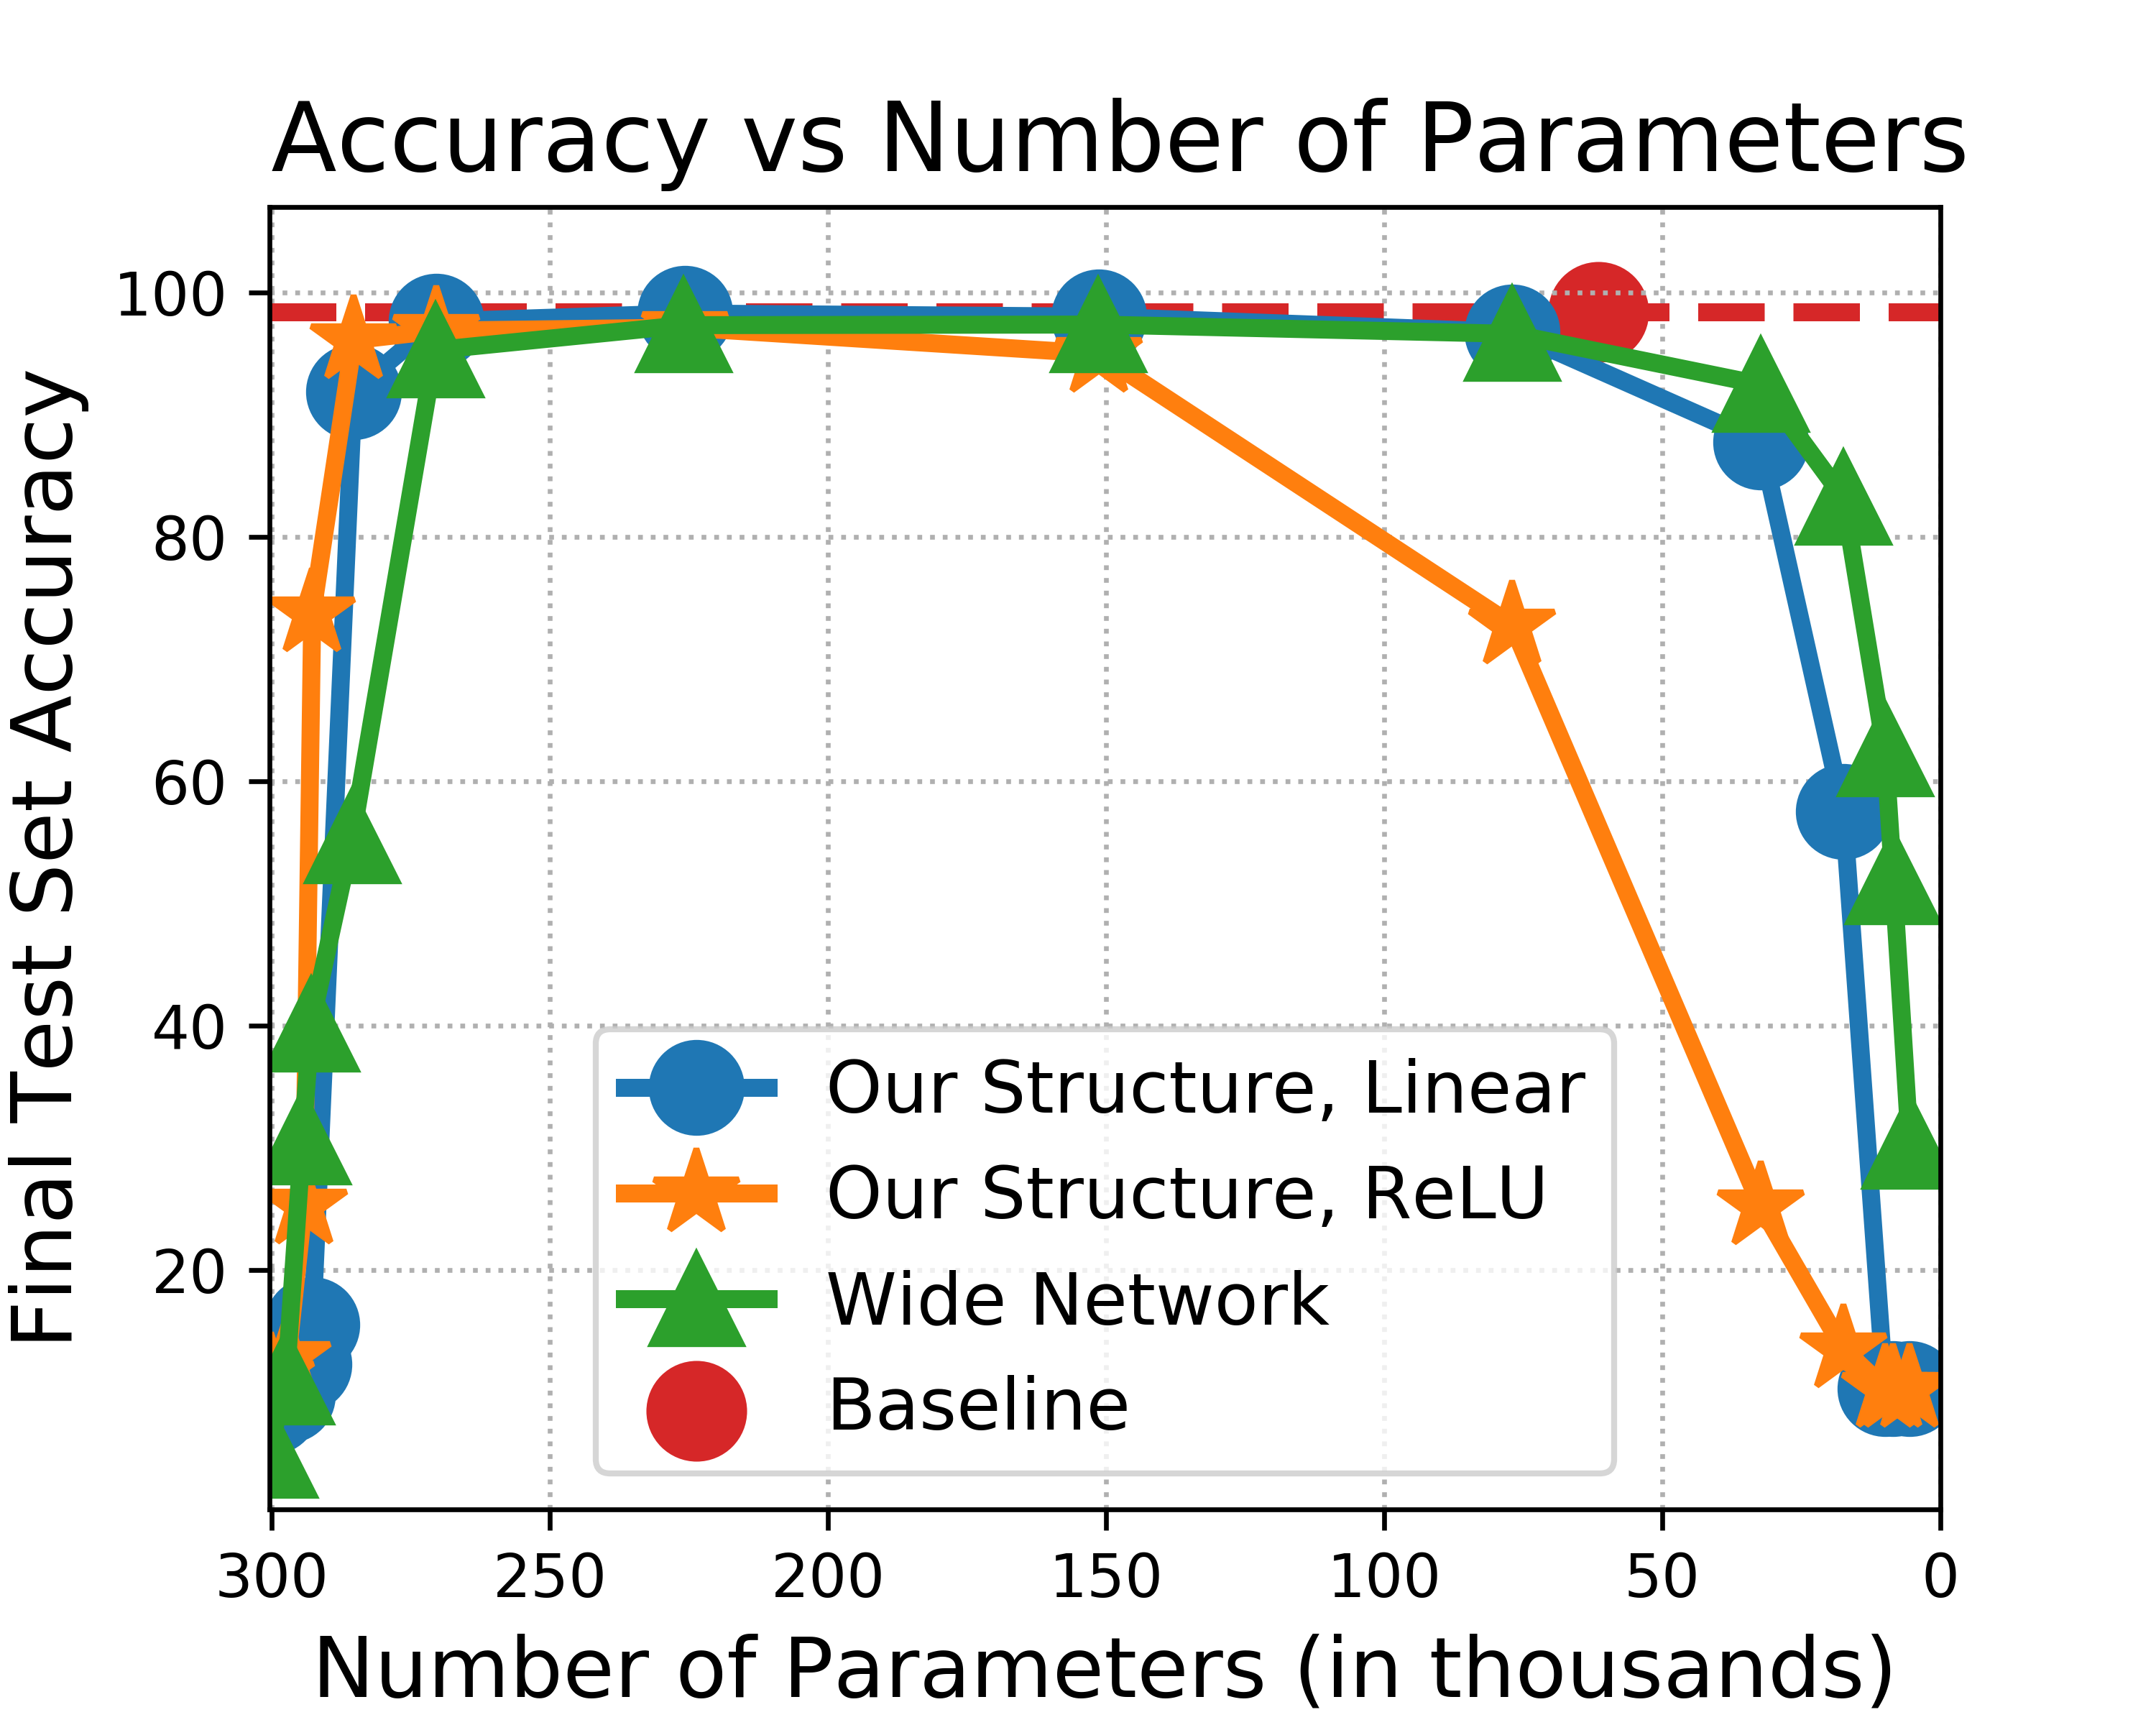 Accuracy vs Number of Parameters
Final Test Set Accuracy
100
80
60
40
20
Our Structure, Linear
Our Structure, ReLU
Wide Network
Baseline
300 250 200 150 100 50 0
Number of Parameters (in thousands)